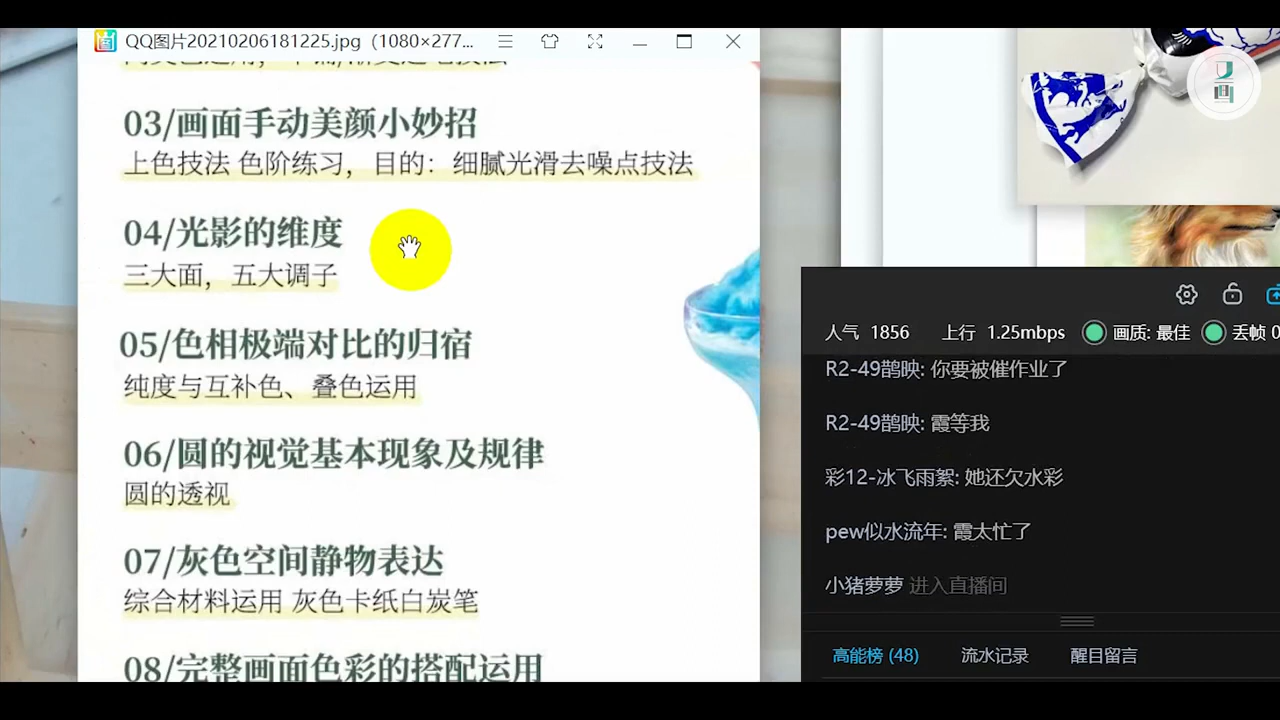 QQ图片20210206181225.jpg（1080×277...
03/画面手动美颜小妙招
上色技法 色阶练习，目的：细腻光滑去噪点技法
04/光影的维度
三大面，五大调子
05/色相极端对比的归宿
纯度与互补色、叠色运用
06/圆的视觉基本现象及规律
圆的透视
07/灰色空间静物表达
综合材料运用 灰色卡纸白炭笔
08/完整画面色彩的搭配运用
人气 1856 上行 1.25mbps 画质: 最佳 丢帧 0
R2-49鹊映: 你要被催作业了
R2-49鹊映: 霞等我
彩12-冰飞雨絮: 她还欠水彩
pew似水流年: 霞太忙了
小猪萝萝 进入直播间
高能榜 (48) 流水记录 醒目留言